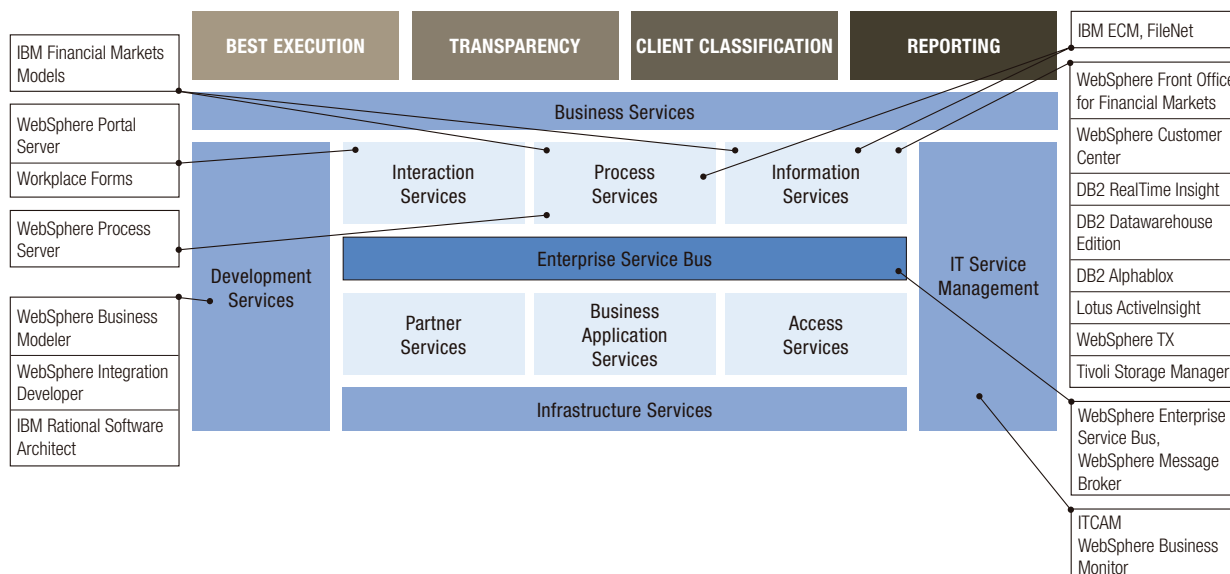 BEST EXECUTION
TRANSPARENCY
CLIENT CLASSIFICATION
REPORTING
IBM Financial Markets
Models
WebSphere Portal
Server
Workplace Forms
WebSphere Process
Server
WebSphere Business
Modeler
WebSphere Integration
Developer
IBM Rational Software
Architect
Business Services
Development
Services
Interaction
Services
Process
Services
Information
Services
Enterprise Service Bus
Partner
Services
Business
Application
Services
Access
Services
Infrastructure Services
IT Service
Management
IBM ECM, FileNet
WebSphere Front Office
for Financial Markets
WebSphere Customer
Center
DB2 RealTime Insight
DB2 Datawarehouse
Edition
DB2 Alphablox
Lotus ActiveInsight
WebSphere TX
Tivoli Storage Manager
WebSphere Enterprise
Service Bus,
WebSphere Message
Broker
ITCAM
WebSphere Business
Monitor